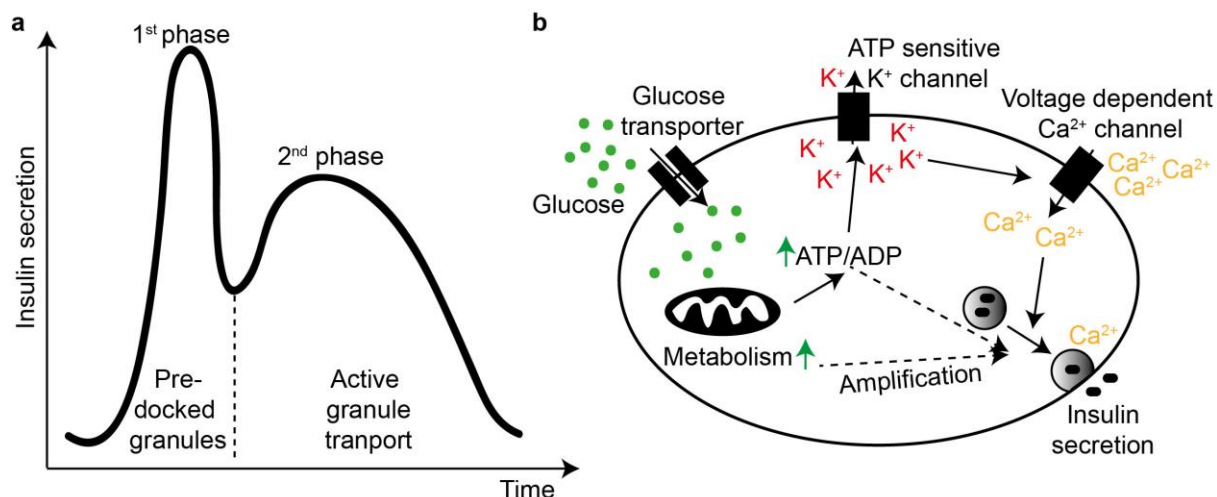 a
1st phase
2nd phase
Insulin secretion
Pre-
docked
granules
Active
granule
tranport
Time
b
ATP sensitive
K+ channel
K+
Glucose
transporter
Voltage dependent
Ca2+ channel
K+
K+
K+
K+
K+
Ca2+
Ca2+
Ca2+
Glucose
Ca2+
Ca2+
ATP/ADP
Metabolism
Amplification
Ca2+
Insulin
secretion